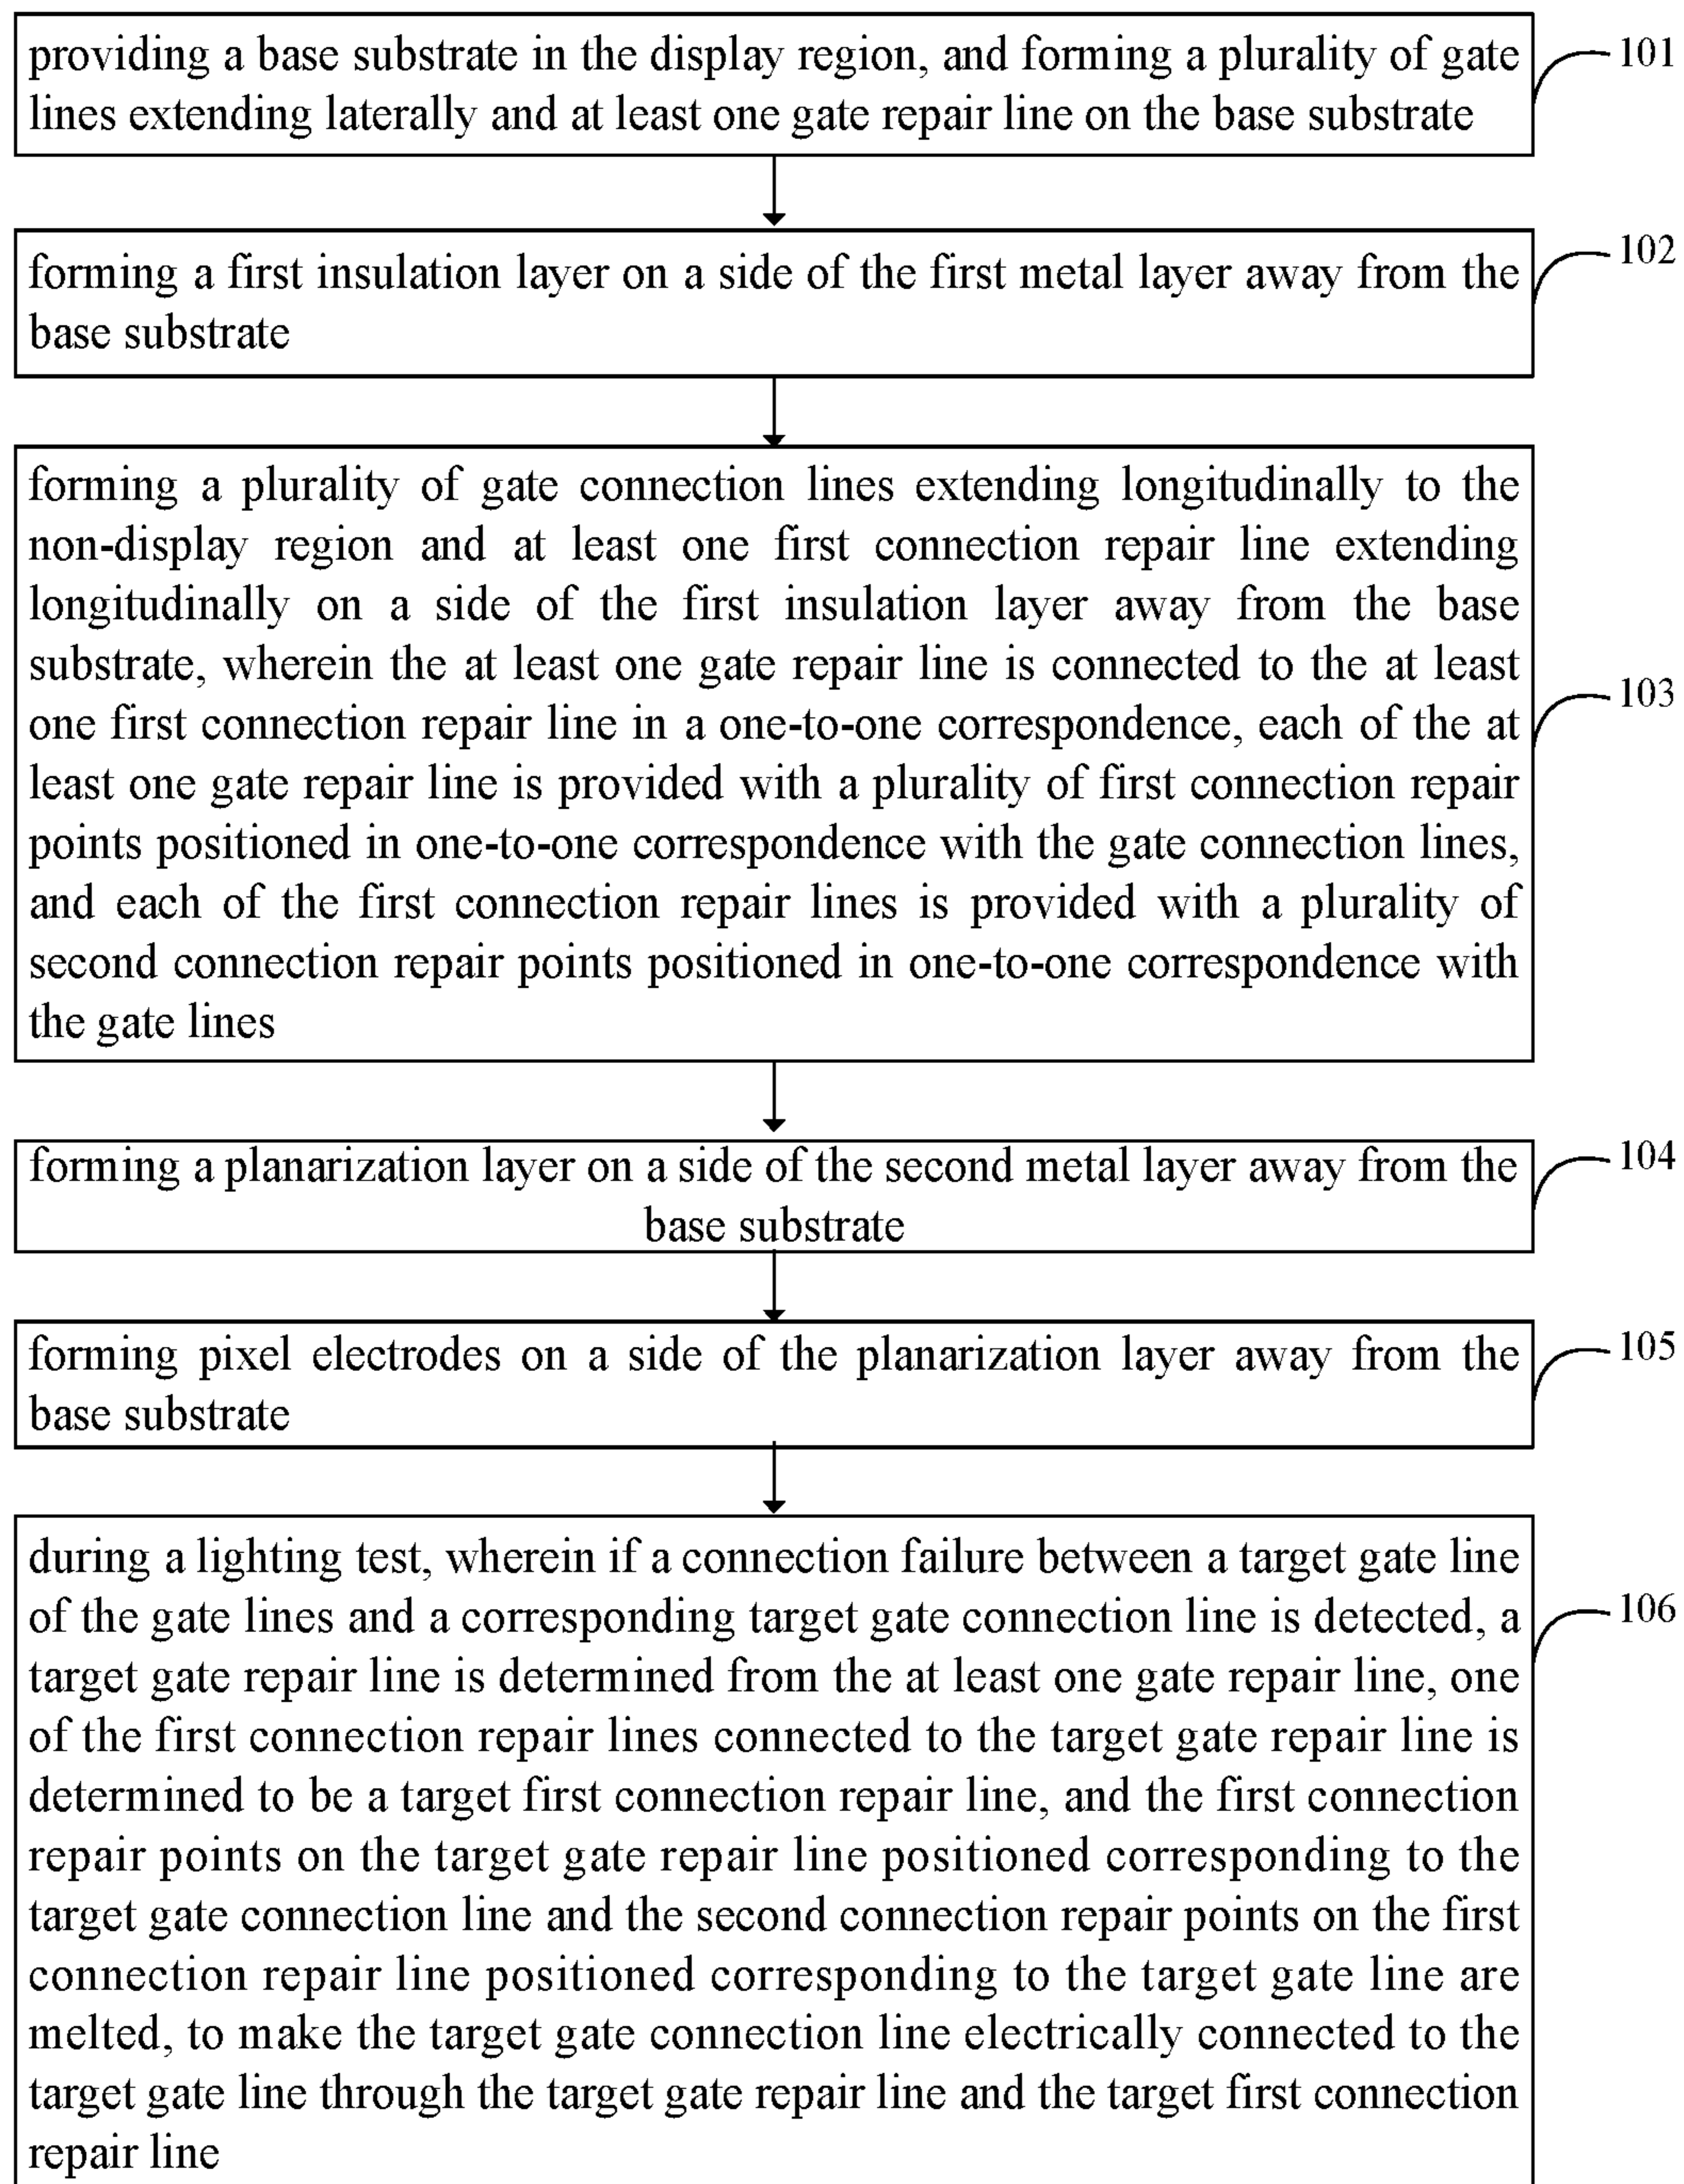 providing a base substrate in the display region, and forming a plurality of gate
lines extending laterally and at least one gate repair line on the base substrate
101
forming a first insulation layer on a side of the first metal layer away from the
base substrate
102
forming a plurality of gate connection lines extending longitudinally to the
non-display region and at least one first connection repair line extending
longitudinally on a side of the first insulation layer away from the base
substrate, wherein the at least one gate repair line is connected to the at least
one first connection repair line in a one-to-one correspondence, each of the at
least one gate repair line is provided with a plurality of first connection repair
points positioned in one-to-one correspondence with the gate connection lines,
and each of the first connection repair lines is provided with a plurality of
second connection repair points positioned in one-to-one correspondence with
the gate lines
103
forming a planarization layer on a side of the second metal layer away from the
base substrate
104
forming pixel electrodes on a side of the planarization layer away from the
base substrate
105
during a lighting test, wherein if a connection failure between a target gate line
of the gate lines and a corresponding target gate connection line is detected, a
target gate repair line is determined from the at least one gate repair line, one
of the first connection repair lines connected to the target gate repair line is
determined to be a target first connection repair line, and the first connection
repair points on the target gate repair line positioned corresponding to the
target gate connection line and the second connection repair points on the first
connection repair line positioned corresponding to the target gate line are
melted, to make the target gate connection line electrically connected to the
target gate line through the target gate repair line and the target first connection
repair line
106